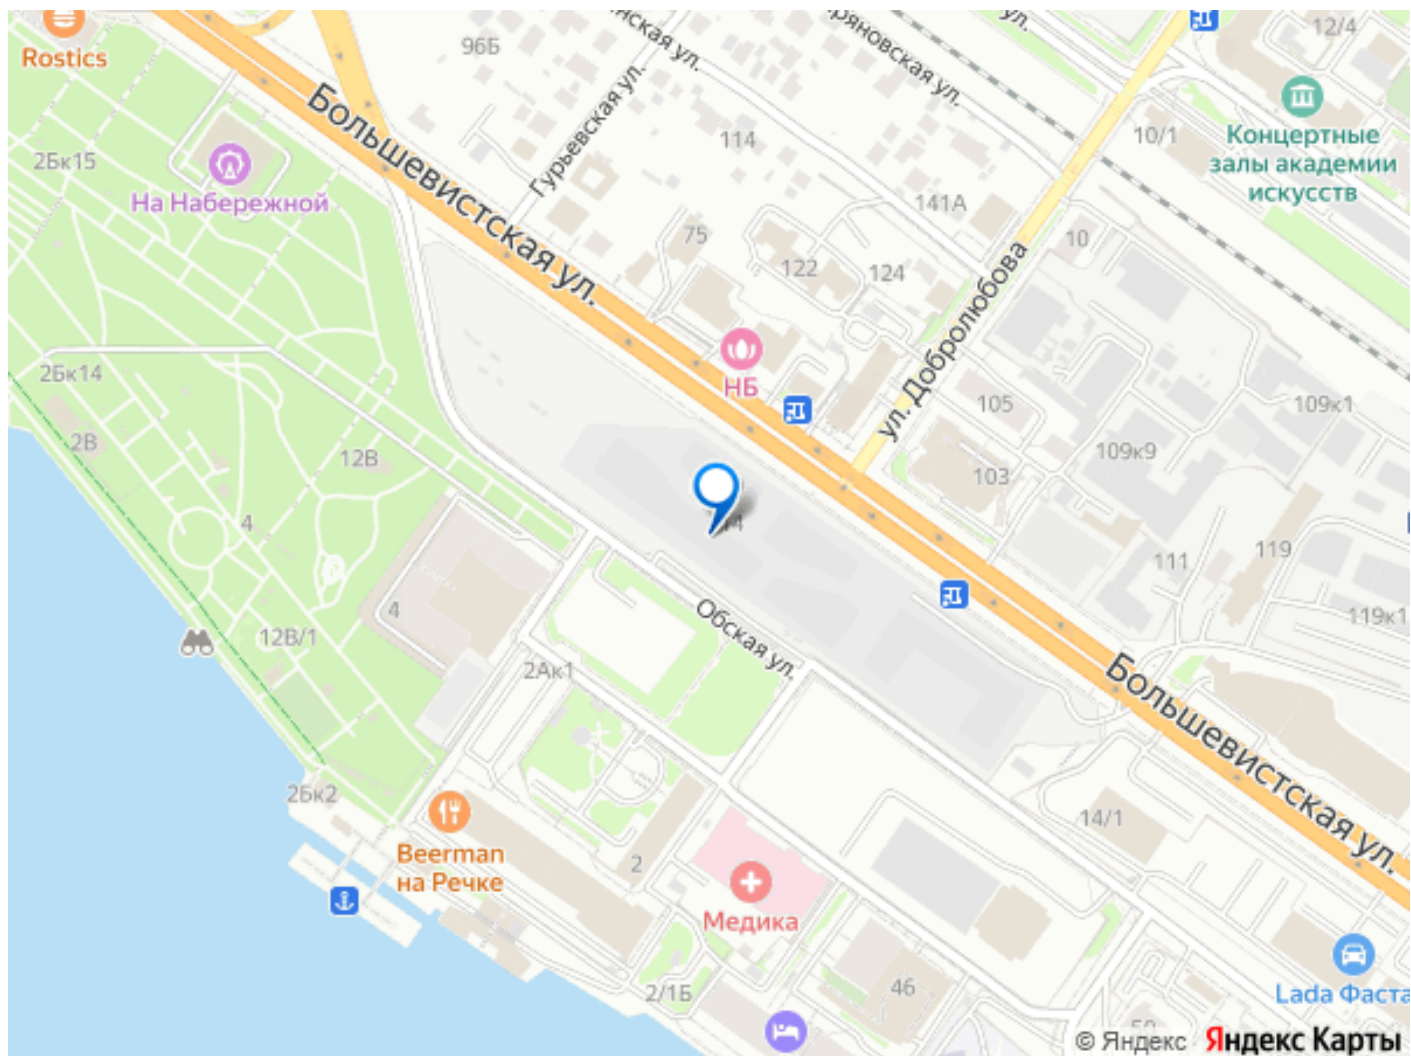 Rostics
96Б
нская ул.
ряновская ул.
ул.
12/4
Концертные
залы академии
искусств
10/1
Большевистская ул.
Гурьевская ул.
114
2Бк15
На Набережной
141А
10
75
122
124
ул. Добролюбова
НБ
2Бк14
2В
12В
105
109к1
109к9
103
4
111
119
119к1
4
12В/1
2Ак1
Обская ул.
Большевистская ул.
2Бк2
14/1
Beerman
на Речке
2
Медика
46
2/1Б
Lada Фаста
© Яндекс
Яндекс Карты